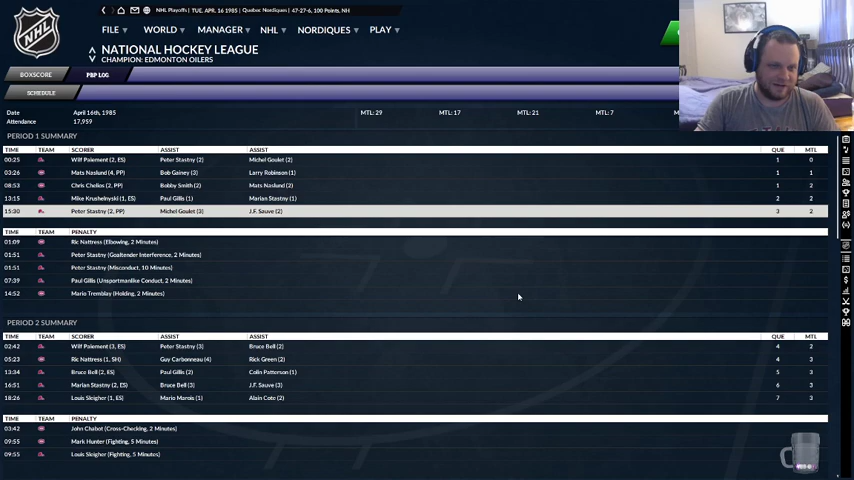 NHL Playoffs | TUE. APR. 16 1985 | Quebec Nordiques | 47-27-6, 100 Points, NH
FILE WORLD MANAGER NHL NORDIQUES PLAY
NATIONAL HOCKEY LEAGUE
CHAMPION: EDMONTON OILERS
BOXSCORE PBP LOG
SCHEDULE
Date April 16th, 1985 MTL: 29 MTL: 17 MTL: 21 MTL: 7
Attendance 17,959
PERIOD 1 SUMMARY
TIME TEAM SCORER ASSIST ASSIST QUE MTL
00:25 Wilf Paiement (2, ES) Peter Stastny (2) Michel Goulet (2) 1 0
03:26 Mats Naslund (4, PP) Bob Gainey (3) Larry Robinson (1) 1 1
08:53 Chris Chelios (2, PP) Bobby Smith (2) Mats Naslund (2) 1 2
13:15 Mike Krushelnyski (1, ES) Paul Gillis (1) Marian Stastny (1) 2 2
15:30 Peter Stastny (2, PP) Michel Goulet (3) J.F. Sauve (2) 3 2
TIME TEAM PENALTY
01:09 Ric Nattress (Elbowing, 2 Minutes)
01:51 Peter Stastny (Goaltender Interference, 2 Minutes)
01:51 Peter Stastny (Misconduct, 10 Minutes)
07:39 Paul Gillis (Unsportmanlike Conduct, 2 Minutes)
14:52 Mario Tremblay (Holding, 2 Minutes)
PERIOD 2 SUMMARY
TIME TEAM SCORER ASSIST ASSIST QUE MTL
02:42 Wilf Paiement (3, ES) Peter Stastny (3) Bruce Bell (2) 4 2
05:23 Ric Nattress (1, SH) Guy Carbonneau (4) Rick Green (2) 4 3
13:34 Bruce Bell (2, ES) Paul Gillis (2) Colin Patterson (1) 5 3
16:51 Marian Stastny (2, ES) Bruce Bell (3) J.F. Sauve (3) 6 3
18:26 Louis Sleigher (1, ES) Mario Marois (1) Alain Cote (2) 7 3
TIME TEAM PENALTY
03:42 John Chabot (Cross-Checking, 2 Minutes)
09:55 Mark Hunter (Fighting, 5 Minutes)
09:55 Louis Sleigher (Fighting, 5 Minutes)